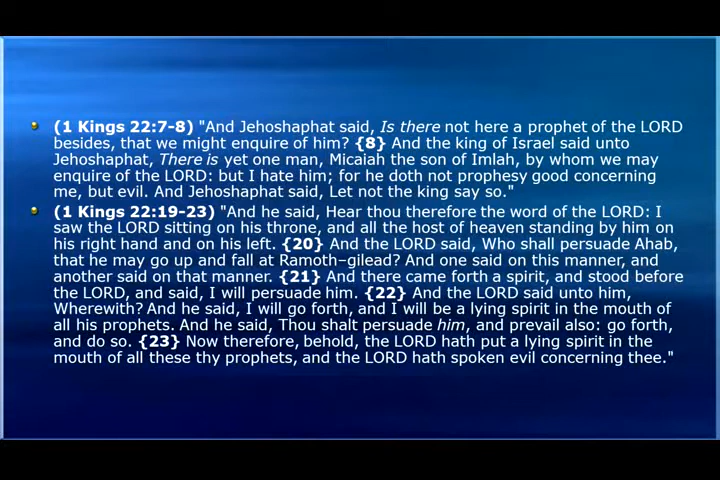 (1 Kings 22:7-8) "And Jehoshaphat said, Is there not here a prophet of the LORD
besides, that we might enquire of him? {8} And the king of Israel said unto
Jehoshaphat, There is yet one man, Micaiah the son of Imlah, by whom we may
enquire of the LORD: but I hate him; for he doth not prophesy good concerning
me, but evil. And Jehoshaphat said, Let not the king say so."
(1 Kings 22:19-23) "And he said, Hear thou therefore the word of the LORD: I
saw the LORD sitting on his throne, and all the host of heaven standing by him on
his right hand and on his left. {20} And the LORD said, Who shall persuade Ahab,
that he may go up and fall at Ramoth-gilead? And one said on this manner, and
another said on that manner. {21} And there came forth a spirit, and stood before
the LORD, and said, I will persuade him. {22} And the LORD said unto him,
Wherewith? And he said, I will go forth, and I will be a lying spirit in the mouth of
all his prophets. And he said, Thou shalt persuade him, and prevail also: go forth,
and do so. {23} Now therefore, behold, the LORD hath put a lying spirit in the
mouth of all these thy prophets, and the LORD hath spoken evil concerning thee."